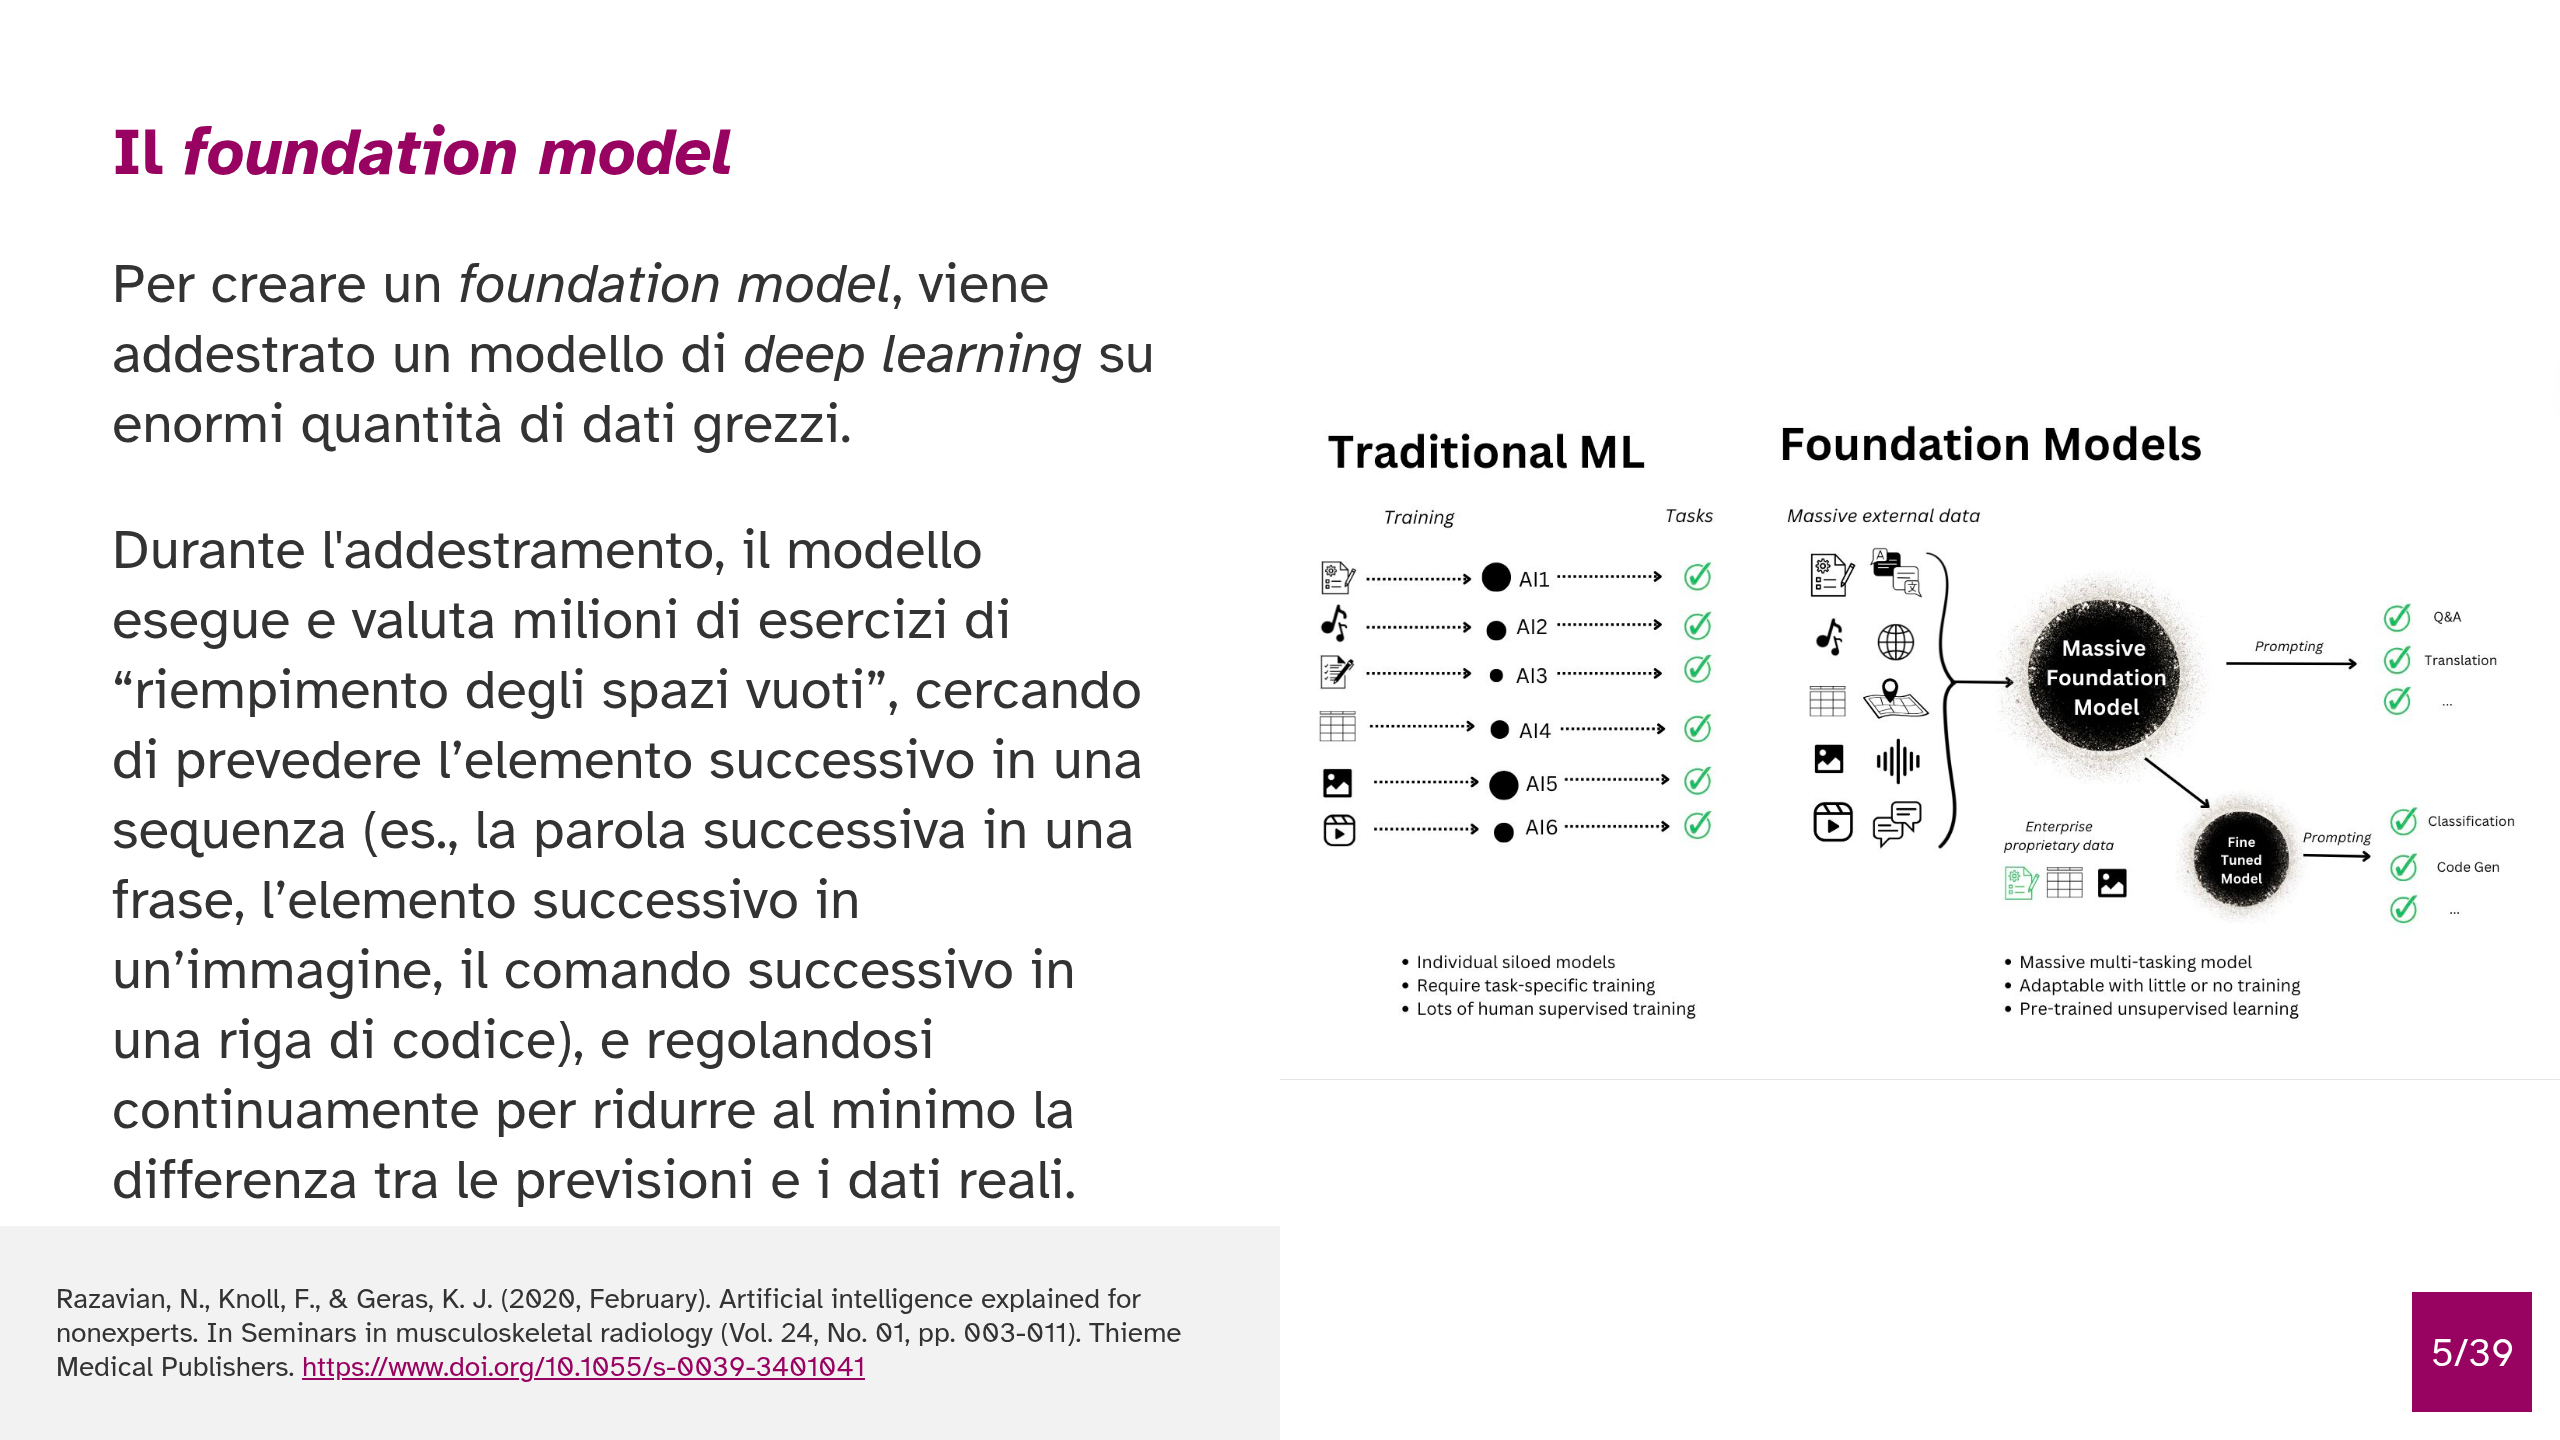 Il foundation model
Per creare un foundation model, viene
addestrato un modello di deep learning su
enormi quantità di dati grezzi.
Durante l'addestramento, il modello
esegue e valuta milioni di esercizi di
“riempimento degli spazi vuoti”, cercando
di prevedere l’elemento successivo in una
sequenza (es., la parola successiva in una
frase, l’elemento successivo in
un’immagine, il comando successivo in
una riga di codice), e regolandosi
continuamente per ridurre al minimo la
differenza tra le previsioni e i dati reali.
Razavian, N., Knoll, F., & Geras, K. J. (2020, February). Artificial intelligence explained for
nonexperts. In Seminars in musculoskeletal radiology (Vol. 24, No. 01, pp. 003-011). Thieme
Medical Publishers. https://www.doi.org/10.1055/s-0039-3401041
Traditional ML
Training
Tasks
AI1
AI2
AI3
AI4
AI5
AI6
• Individual siloed models
• Require task-specific training
• Lots of human supervised training
Foundation Models
Massive external data
A
文
Massive
Foundation
Model
Prompting
Q&A
Translation
...
Enterprise
proprietary data
Fine
Tuned
Model
Prompting
Classification
Code Gen
...
• Massive multi-tasking model
• Adaptable with little or no training
• Pre-trained unsupervised learning
5/39